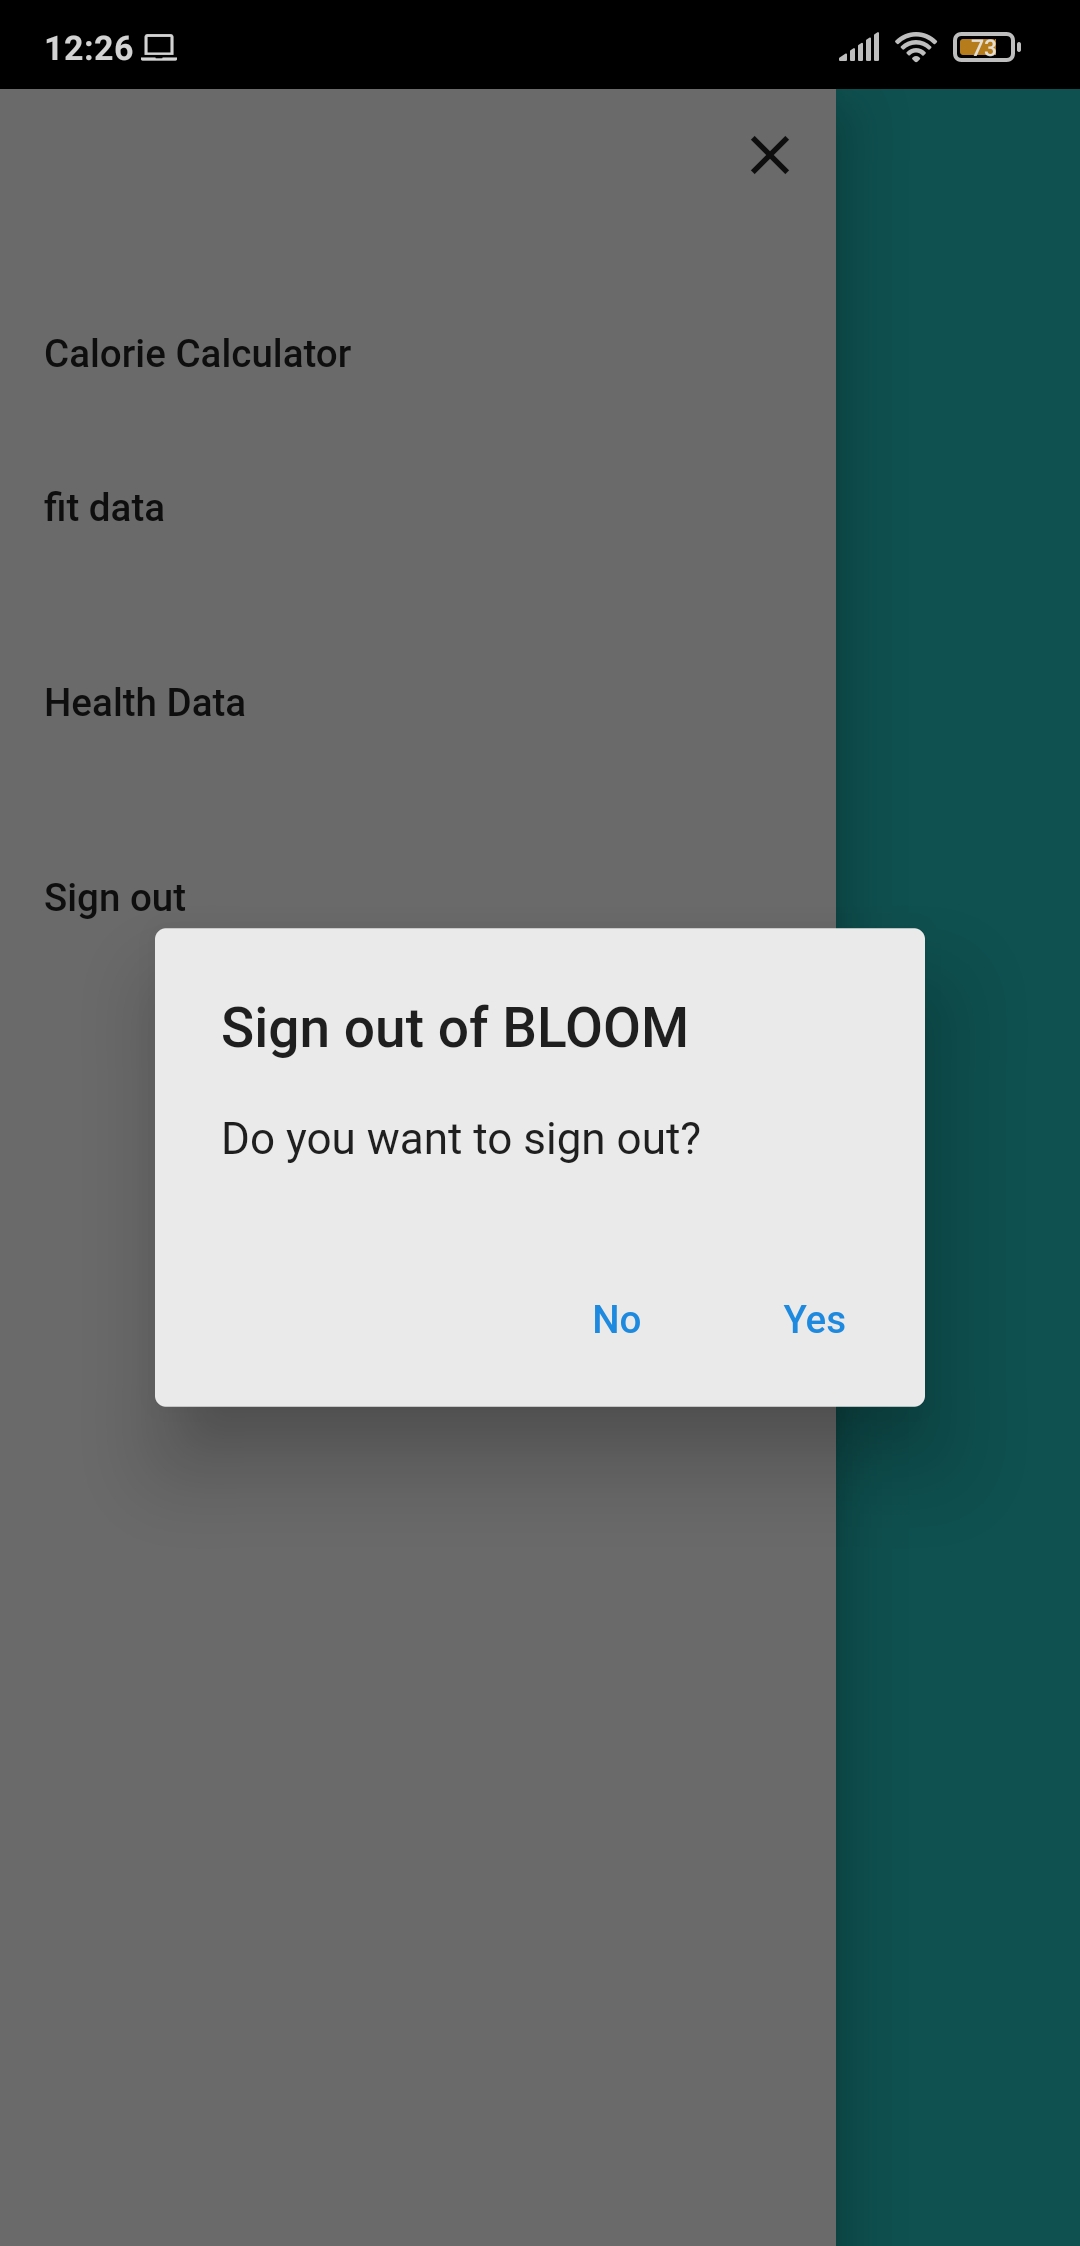 12:26
73
Calorie Calculator
fit data
Health Data
Sign out
Sign out of BLOOM
Do you want to sign out?
No Yes